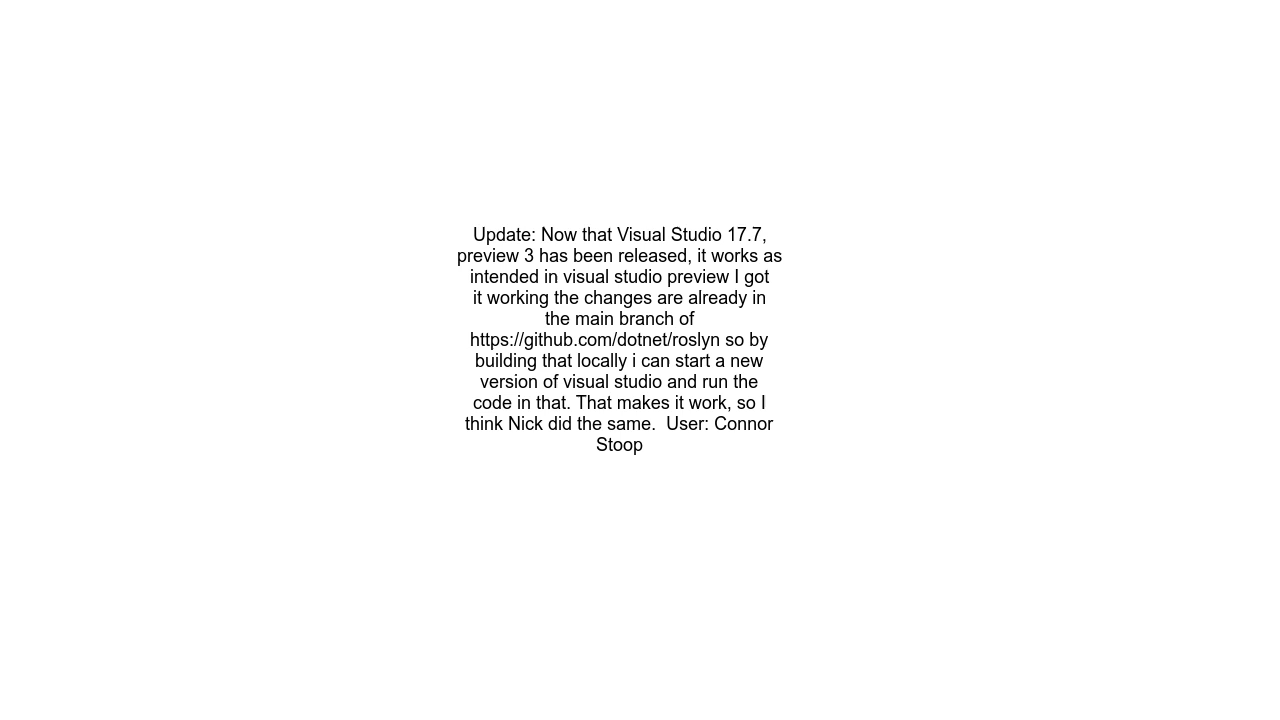 Update: Now that Visual Studio 17.7,
preview 3 has been released, it works as
intended in visual studio preview I got
it working the changes are already in
the main branch of
https://github.com/dotnet/roslyn so by
building that locally i can start a new
version of visual studio and run the
code in that. That makes it work, so I
think Nick did the same.  User: Connor
Stoop